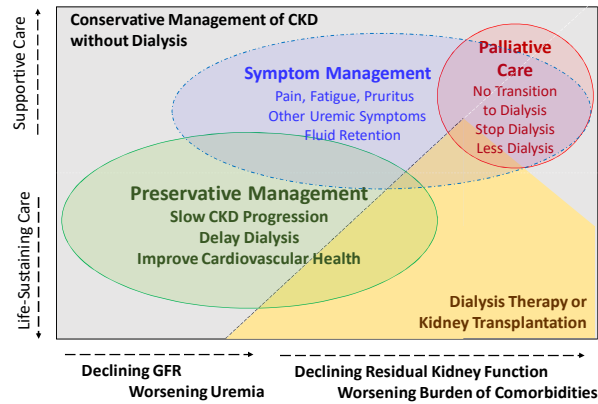 Conservative Management of CKD
without Dialysis
Supportive Care
Life-Sustaining Care
Symptom Management
Pain, Fatigue, Pruritus
Other Uremic Symptoms
Fluid Retention
Palliative
Care
No Transition
to Dialysis
Stop Dialysis
Less Dialysis
Preservative Management
Slow CKD Progression
Delay Dialysis
Improve Cardiovascular Health
Dialysis Therapy or
Kidney Transplantation
Declining GFR
Worsening Uremia
Declining Residual Kidney Function
Worsening Burden of Comorbidities